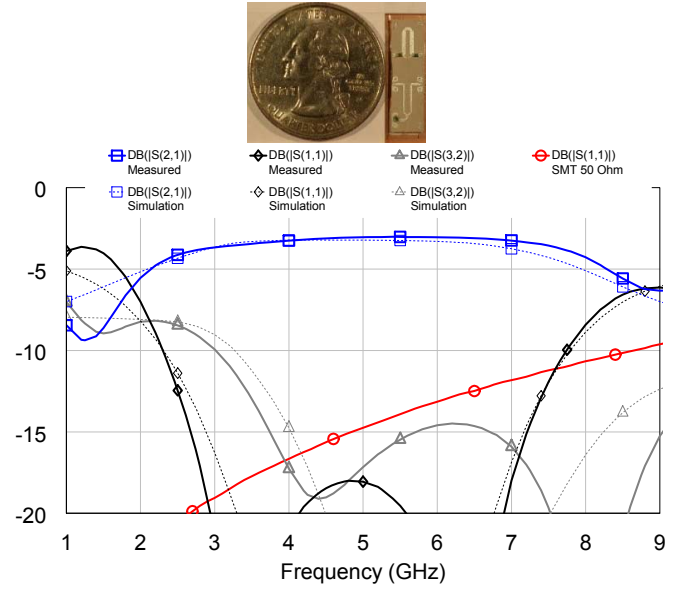 DB(|S(2,1)|)
Measured
DB(|S(1,1)|)
Measured
DB(|S(3,2)|)
Measured
DB(|S(1,1)|)
SMT 50 Ohm
DB(|S(2,1)|)
Simulation
DB(|S(1,1)|)
Simulation
DB(|S(3,2)|)
Simulation
0
-5
-10
-15
-20
1 2 3 4 5 6 7 8 9
Frequency (GHz)